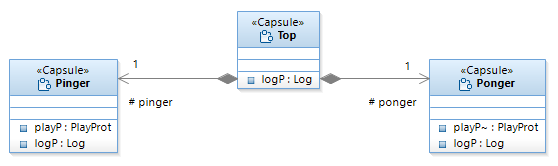 «Capsule»
Top
logP : Log
«Capsule»
Pinger
playP : PlayProt
logP : Log
1
# pinger
1
# ponger
«Capsule»
Ponger
playP~ : PlayProt
logP : Log